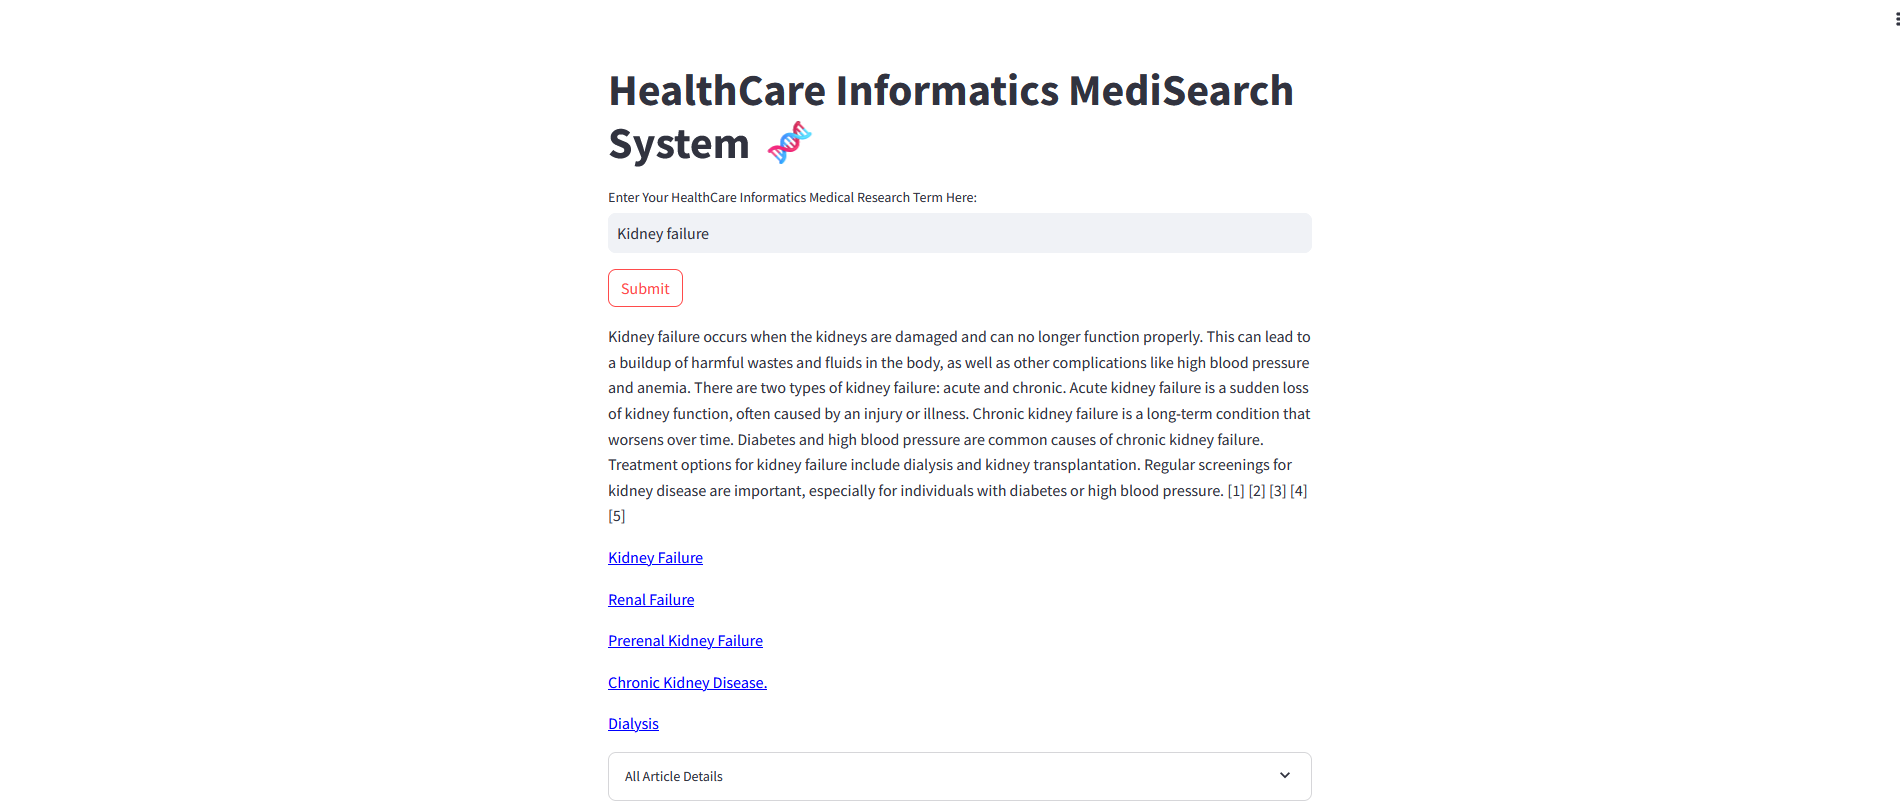 HealthCare Informatics MediSearch
System
Enter Your HealthCare Informatics Medical Research Term Here:
Kidney failure
Submit
Kidney failure occurs when the kidneys are damaged and can no longer function properly. This can lead to
a buildup of harmful wastes and fluids in the body, as well as other complications like high blood pressure
and anemia. There are two types of kidney failure: acute and chronic. Acute kidney failure is a sudden loss
of kidney function, often caused by an injury or illness. Chronic kidney failure is a long-term condition that
worsens over time. Diabetes and high blood pressure are common causes of chronic kidney failure.
Treatment options for kidney failure include dialysis and kidney transplantation. Regular screenings for
kidney disease are important, especially for individuals with diabetes or high blood pressure. [1] [2] [3] [4]
[5]
Kidney Failure
Renal Failure
Prerenal Kidney Failure
Chronic Kidney Disease.
Dialysis
All Article Details